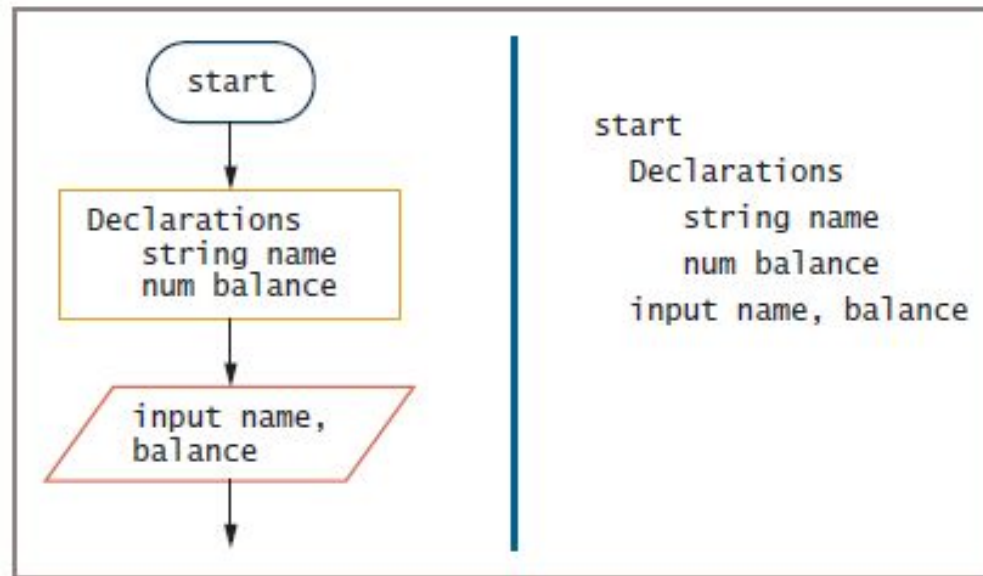 start
Declarations
string name
num balance
input name,
balance
start
Declarations
string name
num balance
input name, balance